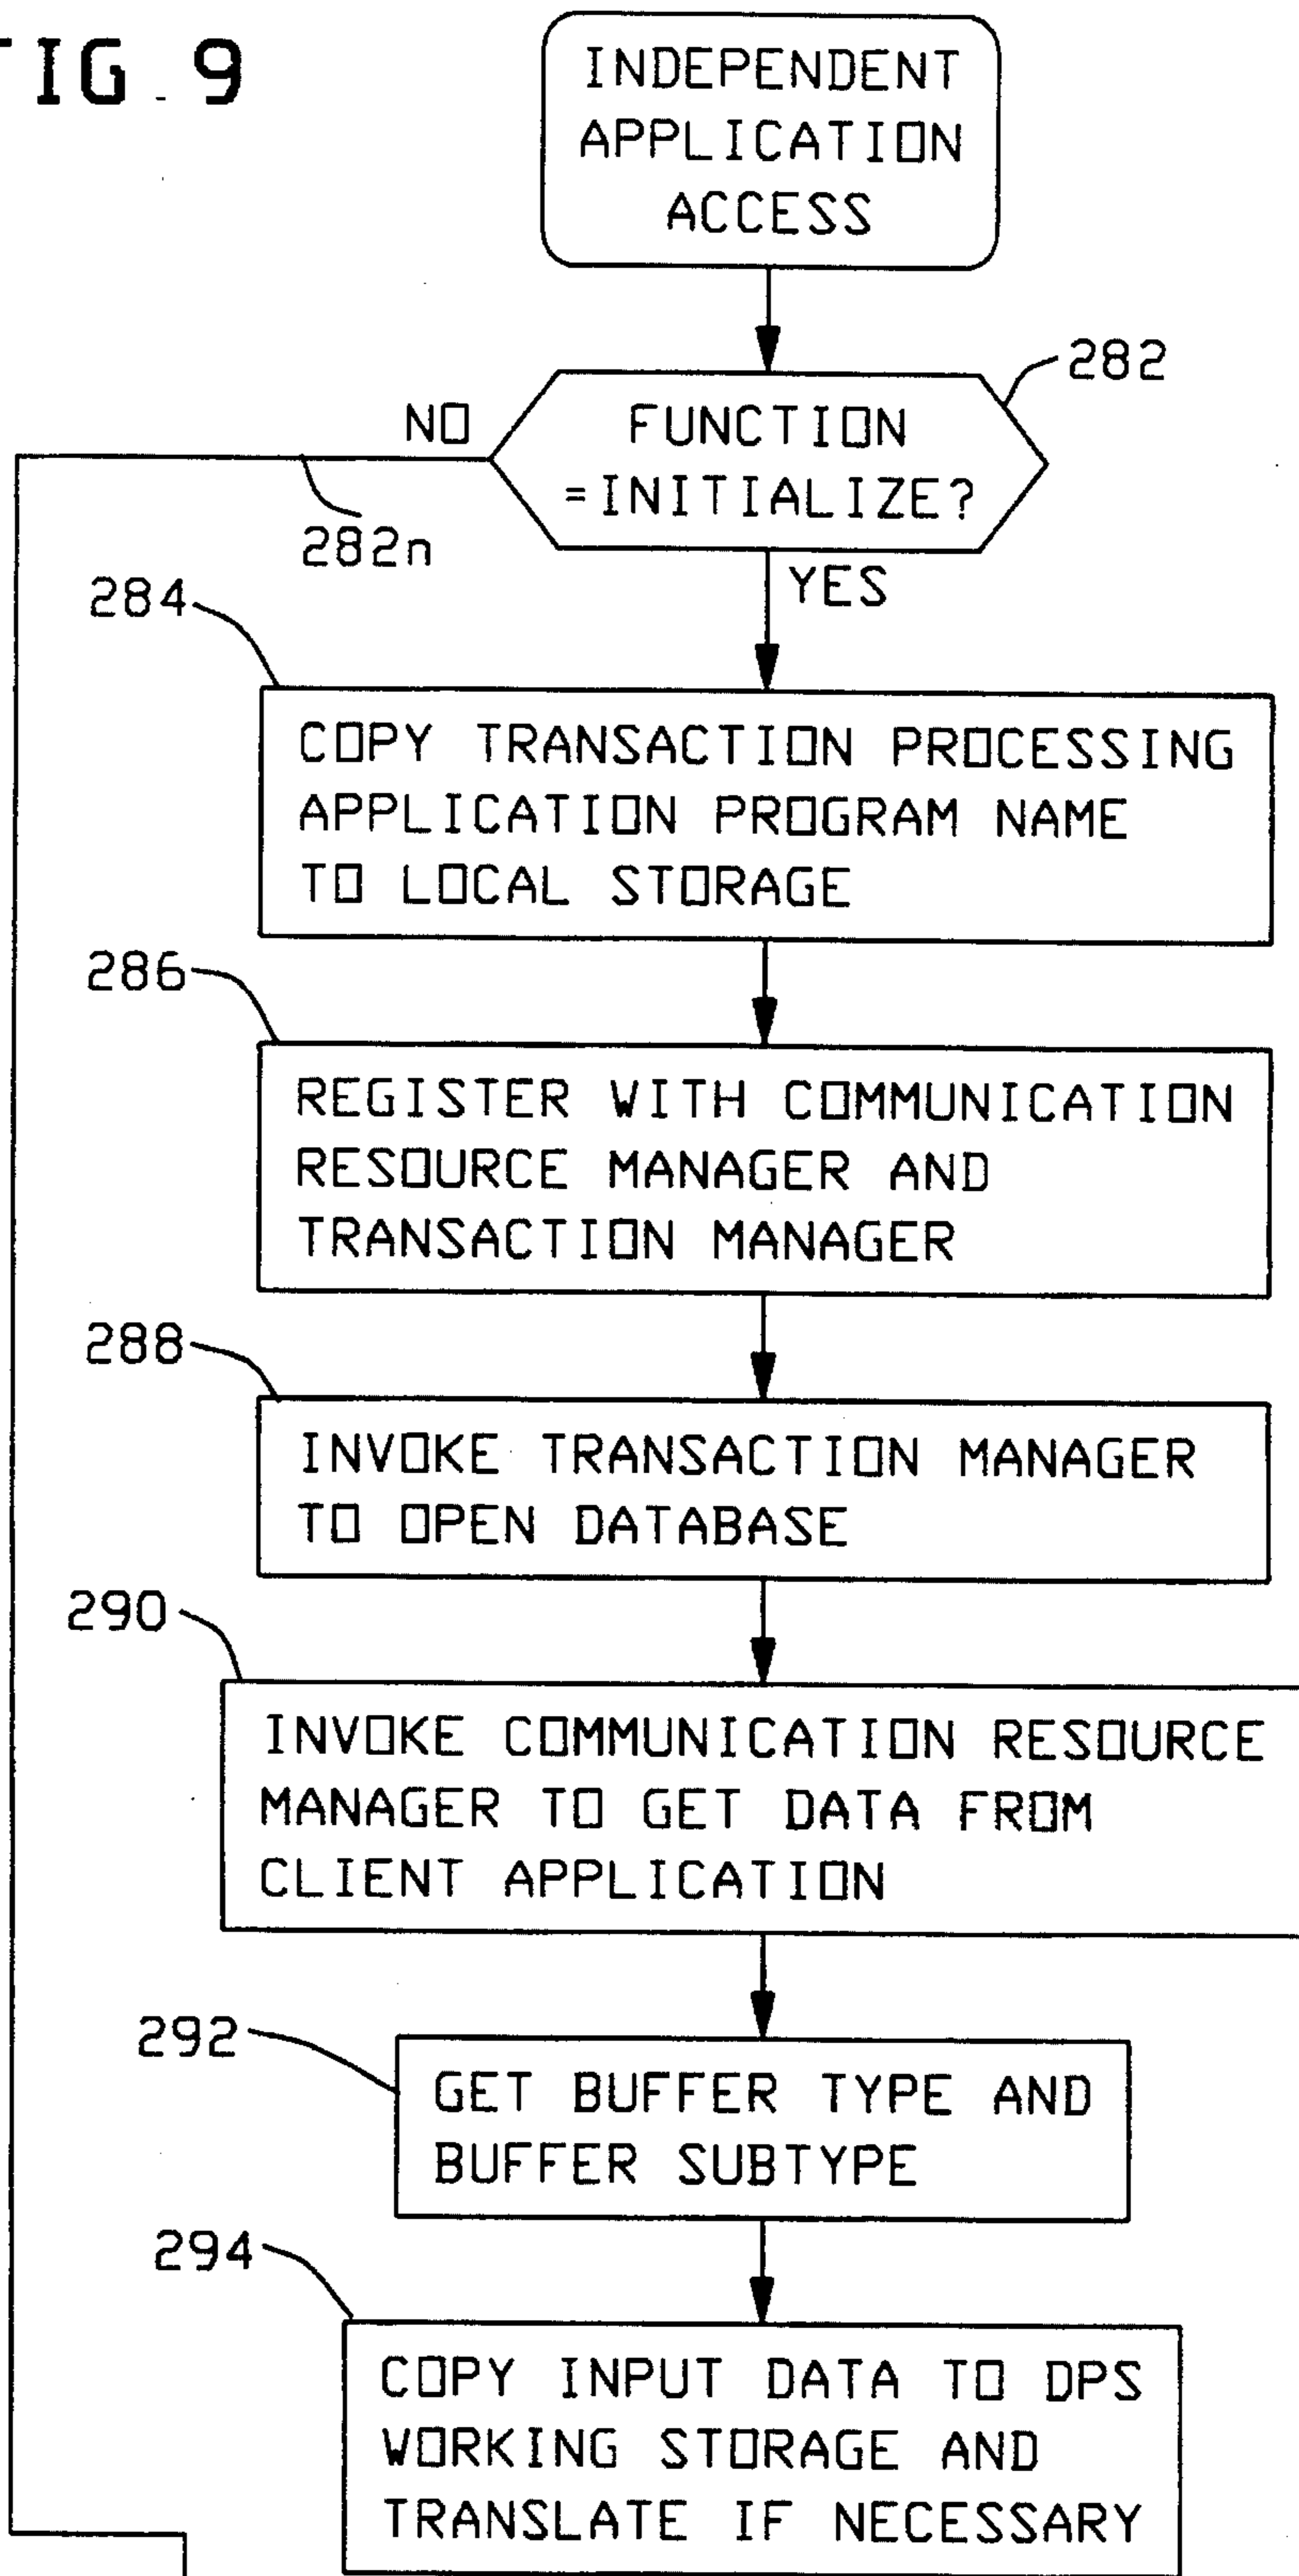 FIG. 9
INDEPENDENT
APPLICATION
ACCESS
282
NO
FUNCTION
=INITIALIZE?
282n
YES
284
COPY TRANSACTION PROCESSING
APPLICATION PROGRAM NAME
TO LOCAL STORAGE
286
REGISTER WITH COMMUNICATION
RESOURCE MANAGER AND
TRANSACTION MANAGER
288
INVOKE TRANSACTION MANAGER
TO OPEN DATABASE
290
INVOKE COMMUNICATION RESOURCE
MANAGER TO GET DATA FROM
CLIENT APPLICATION
292
GET BUFFER TYPE AND
BUFFER SUBTYPE
294
COPY INPUT DATA TO DPS
WORKING STORAGE AND
TRANSLATE IF NECESSARY